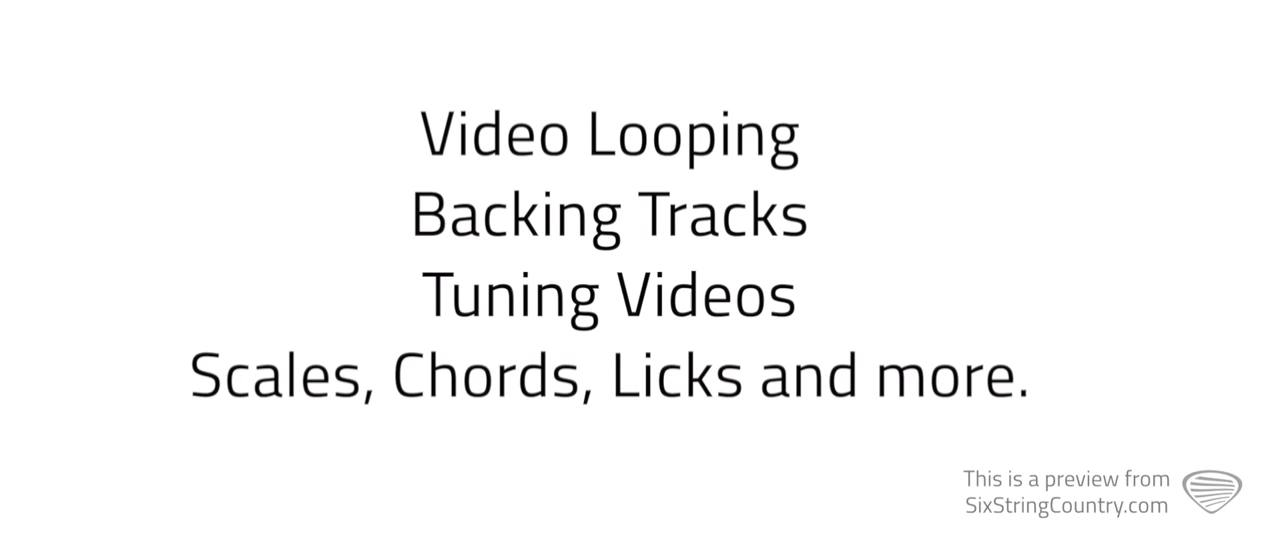 Video Looping
Backing Tracks
Tuning Videos
Scales, Chords, Licks and more.
This is a preview from
SixStringCountry.com